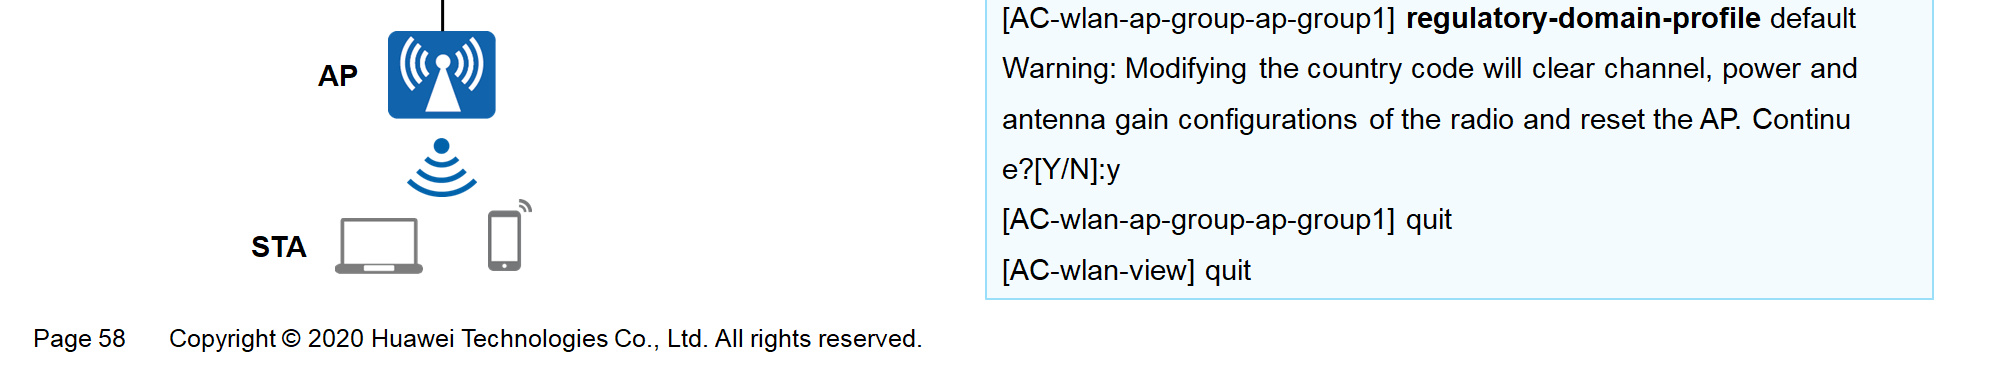 AP
STA
[AC-wlan-ap-group-ap-group1] regulatory-domain-profile default
Warning: Modifying the country code will clear channel, power and
antenna gain configurations of the radio and reset the AP. Continu
e?[Y/N]:y
[AC-wlan-ap-group-ap-group1] quit
[AC-wlan-view] quit
Page 58 Copyright © 2020 Huawei Technologies Co., Ltd. All rights reserved.